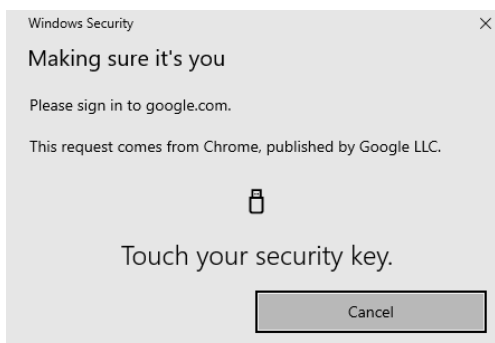 Windows Security
Making sure it's you
Please sign in to google.com.
This request comes from Chrome, published by Google LLC.
Touch your security key.
Cancel